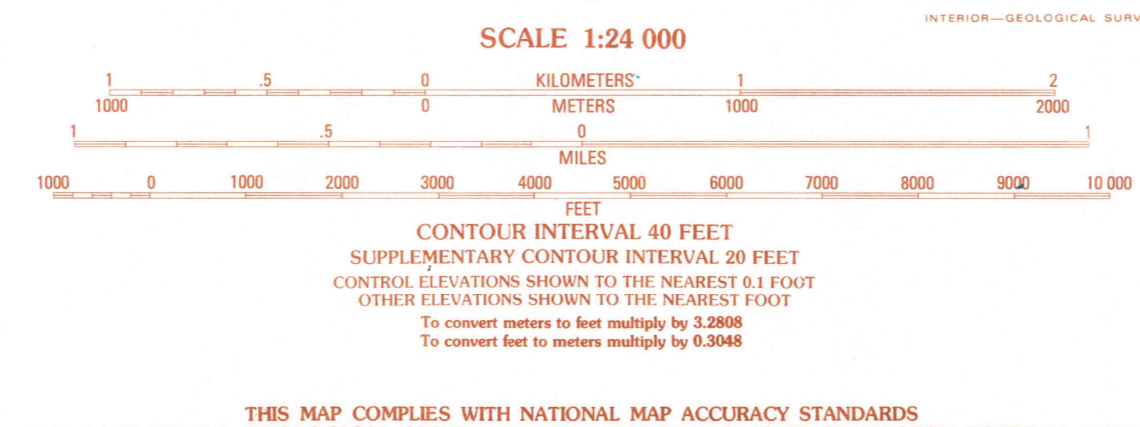 INTERIOR—GEOLOGICAL SURV
SCALE 1:24 000
1 .5 0 KILOMETERS 1 2
1000 0 METERS 1000 2000
1 .5 0 1
MILES
1000 0 1000 2000 3000 4000 5000 6000 7000 8000 9000 10 000
FEET
CONTOUR INTERVAL 40 FEET
SUPPLEMENTARY CONTOUR INTERVAL 20 FEET
CONTROL ELEVATIONS SHOWN TO THE NEAREST 0.1 FOOT
OTHER ELEVATIONS SHOWN TO THE NEAREST FOOT
To convert meters to feet multiply by 3.2808
To convert feet to meters multiply by 0.3048
THIS MAP COMPLIES WITH NATIONAL MAP ACCURACY STANDARDS